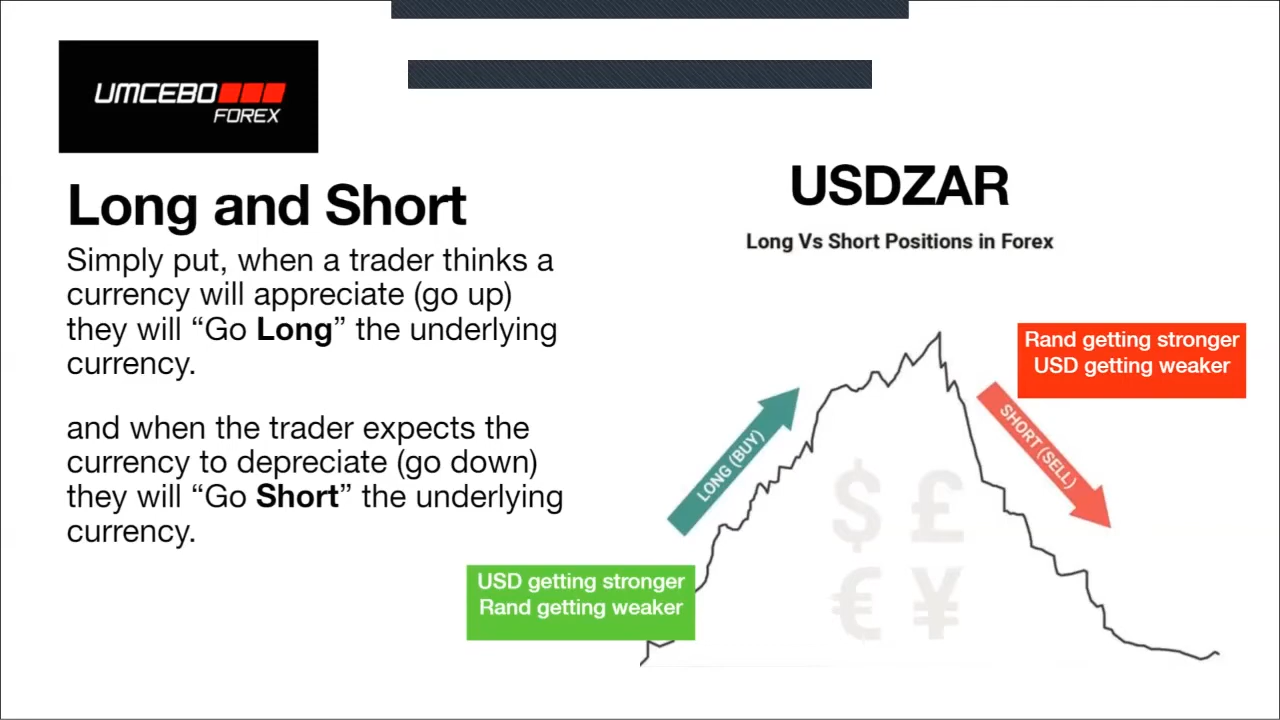 UMCEBO
FOREX
Long and Short
Simply put, when a trader thinks a
currency will appreciate (go up)
they will “Go Long” the underlying
currency.
and when the trader expects the
currency to depreciate (go down)
they will “Go Short” the underlying
currency.
USDZAR
Long Vs Short Positions in Forex
Rand getting stronger
USD getting weaker
LONG (BUY)
SHORT (SELL)
$ £
€ ¥
USD getting stronger
Rand getting weaker